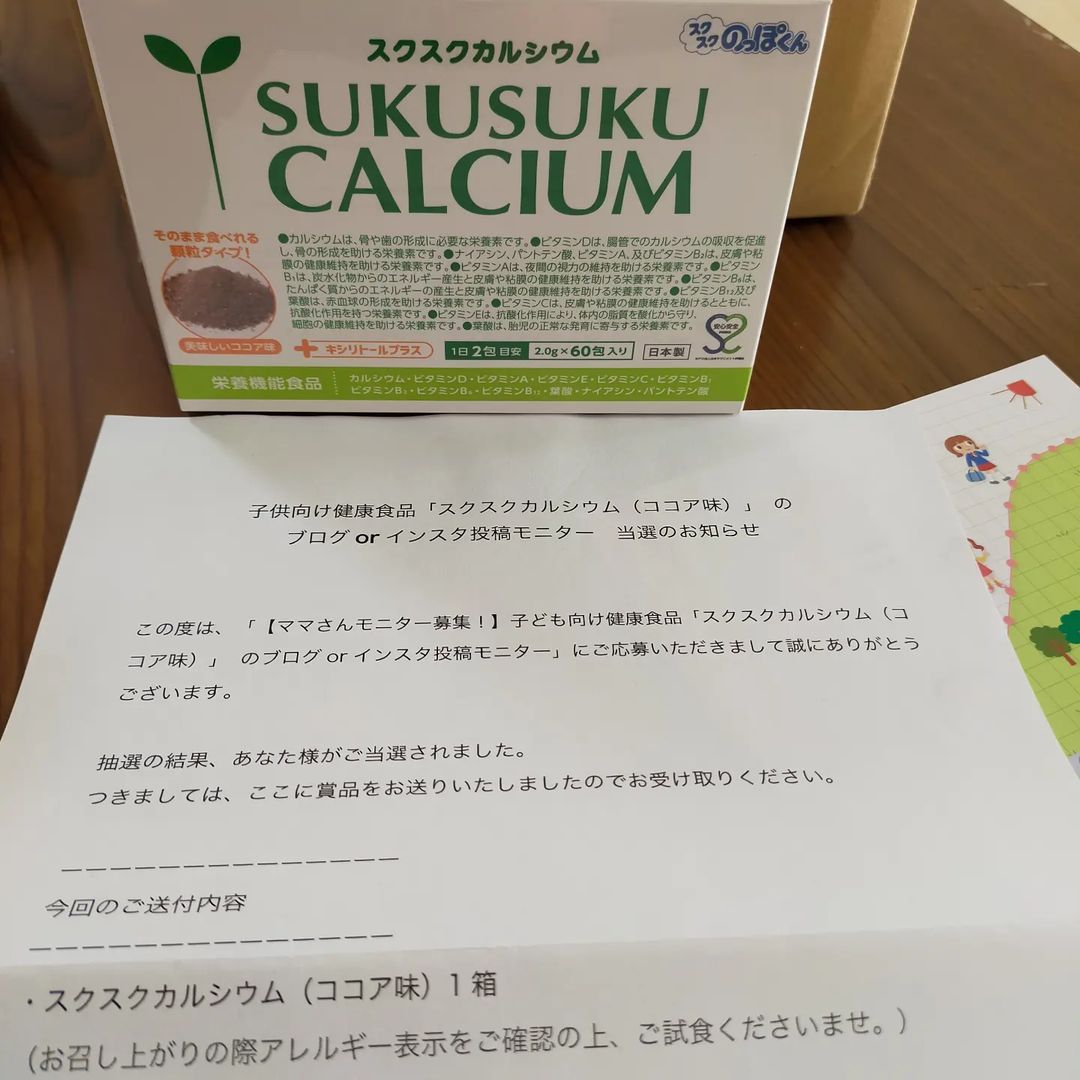 スクスクカルシウム
スクスクのっぽくん
SUKUSUKU
CALCIUM
そのまま食べれる
顆粒タイプ!
●カルシウムは、骨や歯の形成に必要な栄養素です。●ビタミンDは、腸管でのカルシウムの吸収を促進
し、骨の形成を助ける栄養素です。●ナイアシン、パントテン酸、ビタミンA、及びビタミンB₂は、皮膚や粘
膜の健康維持を助ける栄養素です。●ビタミンAは、夜間の視力の維持を助ける栄養素です。●ビタミン
B₁は、炭水化物からのエネルギー産生と皮膚や粘膜の健康維持を助ける栄養素です。●ビタミンB₆は、
たんぱく質からのエネルギーの産生と皮膚や粘膜の健康維持を助ける栄養素です。●ビタミンB₁₂及び
葉酸は、赤血球の形成を助ける栄養素です。●ビタミンCは、皮膚や粘膜の健康維持を助けるとともに、
抗酸化作用を持つ栄養素です。●ビタミンEは、抗酸化作用により、体内の脂質を酸化から守り、
細胞の健康維持を助ける栄養素です。●葉酸は、胎児の正常な発育に寄与する栄養素です。
美味しいココア味
+キシリトールプラス
1日2包目安
2.0g×60包入り
日本製
安心安全
栄養機能食品
カルシウム・ビタミンD・ビタミンA・ビタミンE・ビタミンC・ビタミンB₁
ビタミンB₂・ビタミンB₆・ビタミンB₁₂・葉酸・ナイアシン・パントテン酸
子供向け健康食品「スクスクカルシウム(ココア味)」 の
ブログ or インスタ投稿モニター 当選のお知らせ
この度は、「【ママさんモニター募集!】子ども向け健康食品「スクスクカルシウム(コ
コア味)」 のブログ or インスタ投稿モニター」にご応募いただきまして誠にありがとう
ございます。
抽選の結果、あなた様がご当選されました。
つきましては、ここに賞品をお送りいたしましたのでお受け取りください。
ーーーーーーーーーーーーーー
今回のご送付内容
ーーーーーーーーーーーーーー
・スクスクカルシウム(ココア味)1箱
(お召し上がりの際アレルギー表示をご確認の上、ご試食くださいませ。)